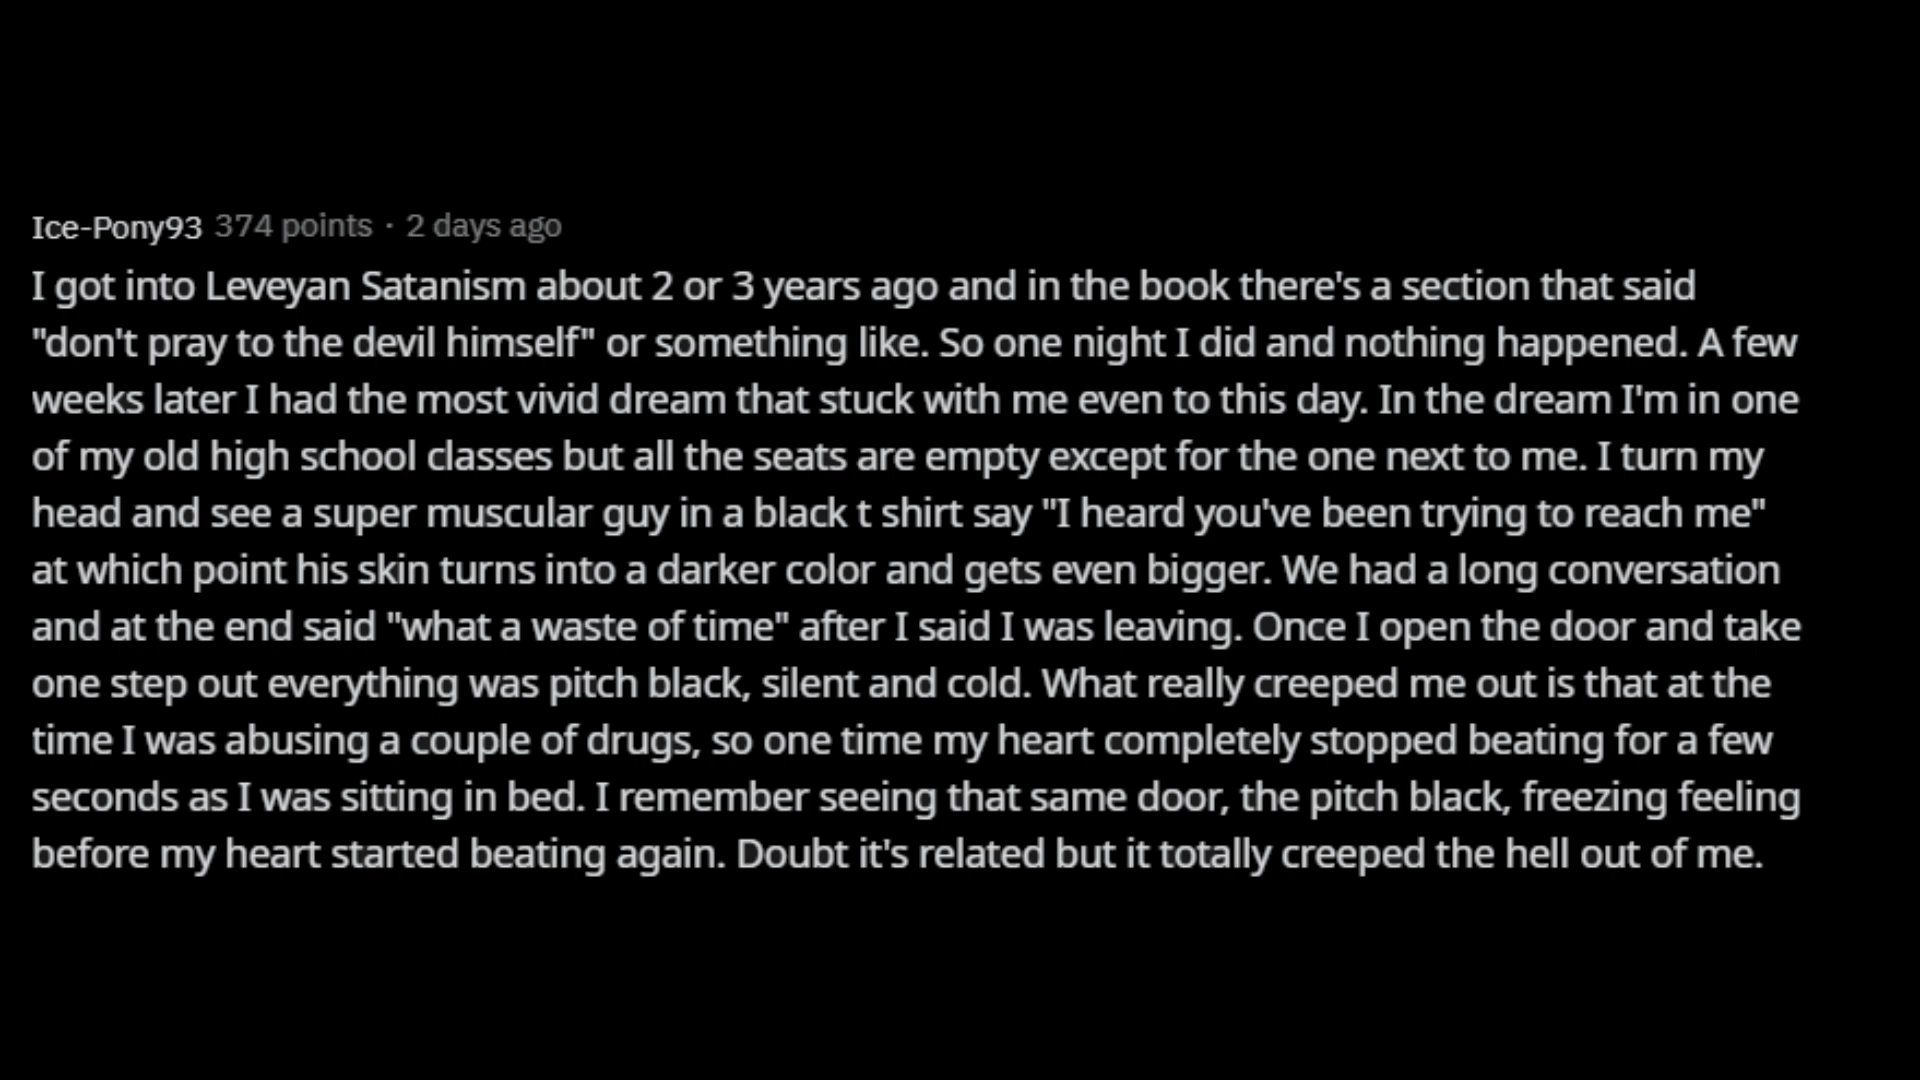 Ice-Pony93 374 points · 2 days ago
I got into Leveyan Satanism about 2 or 3 years ago and in the book there's a section that said
"don't pray to the devil himself" or something like. So one night I did and nothing happened. A few
weeks later I had the most vivid dream that stuck with me even to this day. In the dream I'm in one
of my old high school classes but all the seats are empty except for the one next to me. I turn my
head and see a super muscular guy in a black t shirt say "I heard you've been trying to reach me"
at which point his skin turns into a darker color and gets even bigger. We had a long conversation
and at the end said "what a waste of time" after I said I was leaving. Once I open the door and take
one step out everything was pitch black, silent and cold. What really creeped me out is that at the
time I was abusing a couple of drugs, so one time my heart completely stopped beating for a few
seconds as I was sitting in bed. I remember seeing that same door, the pitch black, freezing feeling
before my heart started beating again. Doubt it's related but it totally creeped the hell out of me.